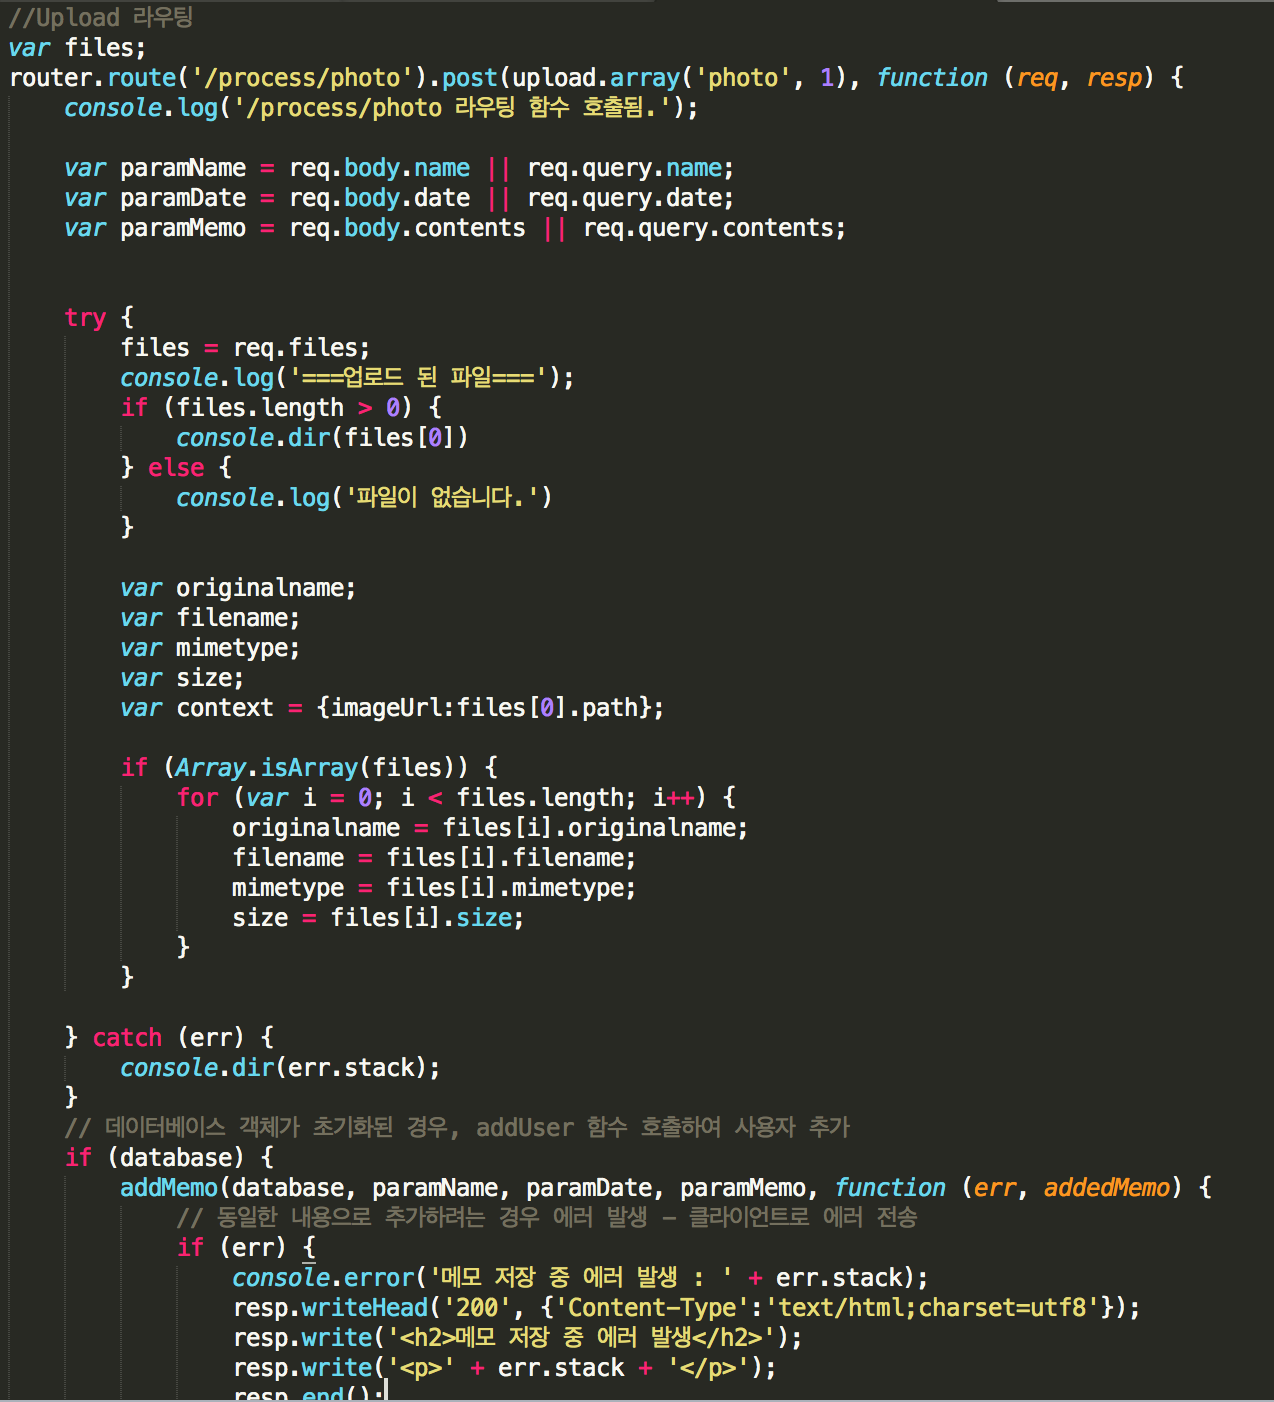 //Upload 라우팅
var files;
router.route('/process/photo').post(upload.array('photo', 1), function (req, resp) {
    console.log('/process/photo 라우팅 함수 호출됨.');
    var paramName = req.body.name || req.query.name;
    var paramDate = req.body.date || req.query.date;
    var paramMemo = req.body.contents || req.query.contents;
    try {
        files = req.files;
        console.log('===업로드 된 파일===');
        if (files.length > 0) {
            console.dir(files[0])
        } else {
            console.log('파일이 없습니다.')
        }
        var originalname;
        var filename;
        var mimetype;
        var size;
        var context = {imageUrl:files[0].path};
        if (Array.isArray(files)) {
            for (var i = 0; i < files.length; i++) {
                originalname = files[i].originalname;
                filename = files[i].filename;
                mimetype = files[i].mimetype;
                size = files[i].size;
            }
        }
    } catch (err) {
        console.dir(err.stack);
    }
    // 데이터베이스 객체가 초기화된 경우, addUser 함수 호출하여 사용자 추가
    if (database) {
        addMemo(database, paramName, paramDate, paramMemo, function (err, addedMemo) {
            // 동일한 내용으로 추가하려는 경우 에러 발생 - 클라이언트로 에러 전송
            if (err) {
                console.error('메모 저장 중 에러 발생 : ' + err.stack);
                resp.writeHead('200', {'Content-Type':'text/html;charset=utf8'});
                resp.write('<h2>메모 저장 중 에러 발생</h2>');
                resp.write('<p>' + err.stack + '</p>');
                resp.end();